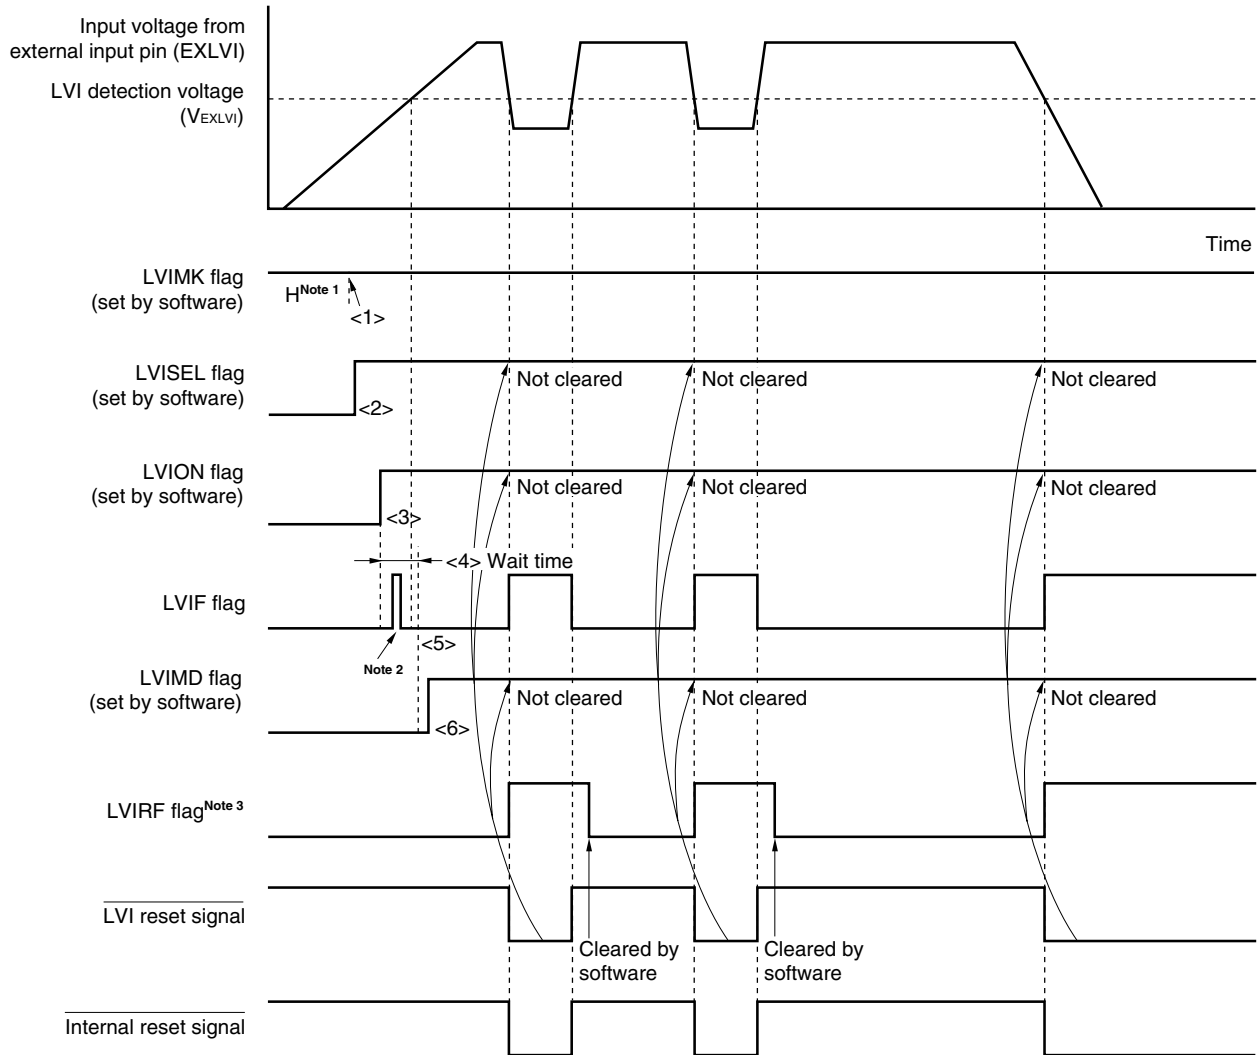 Input voltage from
external input pin (EXLVI)
LVI detection voltage
(VEXLVI)
Time
LVIMK flag
(set by software)
HNote 1
<1>
LVISEL flag
(set by software)
<2>
Not cleared
Not cleared
Not cleared
LVION flag
(set by software)
<3>
Not cleared
Not cleared
Not cleared
<4> Wait time
LVIF flag
Note 2
<5>
LVIMD flag
(set by software)
<6>
Not cleared
Not cleared
Not cleared
LVIRF flagNote 3
Cleared by
software
Cleared by
software
LVI reset signal
Internal reset signal